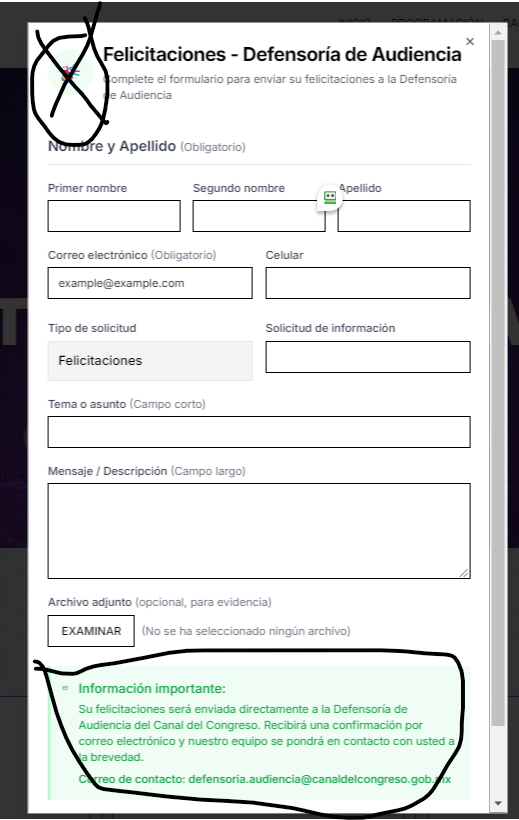 Felicitaciones - Defensoría de Audiencia
×
Complete el formulario para enviar su felicitaciones a la Defensoría
de Audiencia
Nombre y Apellido (Obligatorio)
Primer nombre
Segundo nombre
Apellido
Correo electrónico (Obligatorio)
Celular
example@example.com
Tipo de solicitud
Solicitud de información
Felicitaciones
Tema o asunto (Campo corto)
Mensaje / Descripción (Campo largo)
Archivo adjunto (opcional, para evidencia)
EXAMINAR (No se ha seleccionado ningún archivo)
Información importante:
Su felicitaciones será enviada directamente a la Defensoría de
Audiencia del Canal del Congreso. Recibirá una confirmación por
correo electrónico y nuestro equipo se pondrá en contacto con usted a
la brevedad.
Correo de contacto: defensoria.audiencia@canaldelcongreso.gob.mx